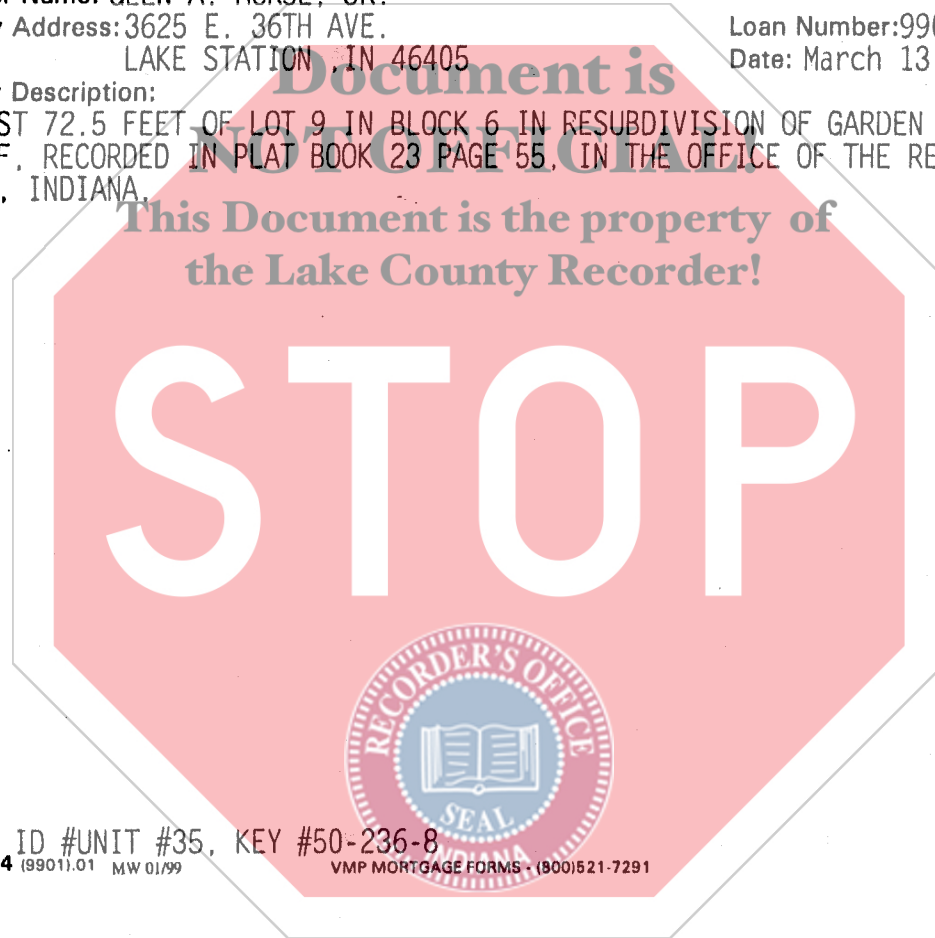 Address: 3625 E. 36TH AVE.
Loan Number: 990
LAKE STATION ,IN 46405
Date: March 13
Description:
ST 72.5 FEET OF LOT 9 IN BLOCK 6 IN RESUBDIVISION OF GARDEN
F, RECORDED IN PLAT BOOK 23 PAGE 55, IN THE OFFICE OF THE RE
, INDIANA,
Document is
NOT OFFICIAL!
This Document is the property of
the Lake County Recorder!
STOP
RECORDER'S OFFICE
SEAL
INDIANA
ID #UNIT #35, KEY #50-236-8
4 (9901).01 MW 01/99
VMP MORTGAGE FORMS - (800)521-7291